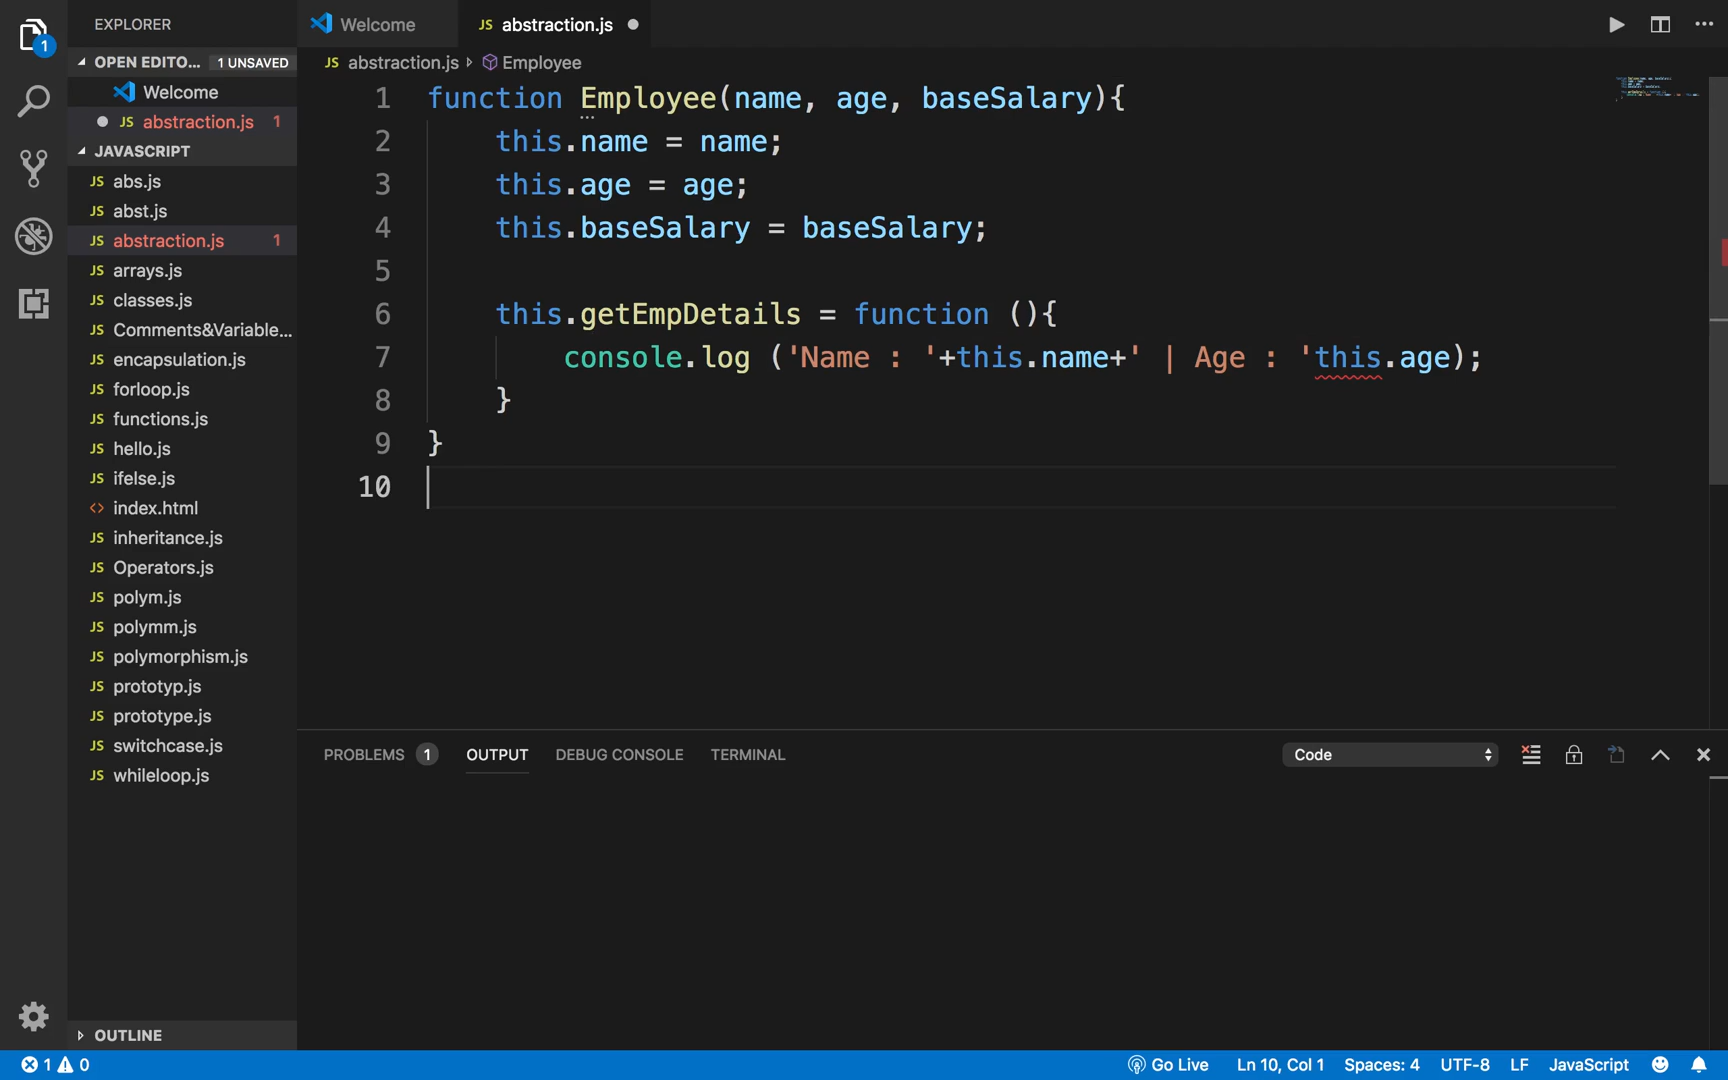 EXPLORER
Welcome
JS abstraction.js
1
OPEN EDITO... 1 UNSAVED
JS abstraction.js Employee
Welcome
JS abstraction.js 1
JAVASCRIPT
JS abs.js
JS abst.js
JS abstraction.js 1
JS arrays.js
JS classes.js
JS Comments&Variable...
JS encapsulation.js
JS forloop.js
JS functions.js
JS hello.js
JS ifelse.js
<> index.html
JS inheritance.js
JS Operators.js
JS polym.js
JS polymm.js
JS polymorphism.js
JS prototyp.js
JS prototype.js
JS switchcase.js
JS whileloop.js
OUTLINE
1 function Employee(name, age, baseSalary){
2 this.name = name;
3 this.age = age;
4 this.baseSalary = baseSalary;
5
6 this.getEmpDetails = function (){
7 console.log ('Name : '+this.name+' | Age : 'this.age);
8 }
9 }
10
PROBLEMS 1 OUTPUT DEBUG CONSOLE TERMINAL Code
1 0 Go Live Ln 10, Col 1 Spaces: 4 UTF-8 LF JavaScript